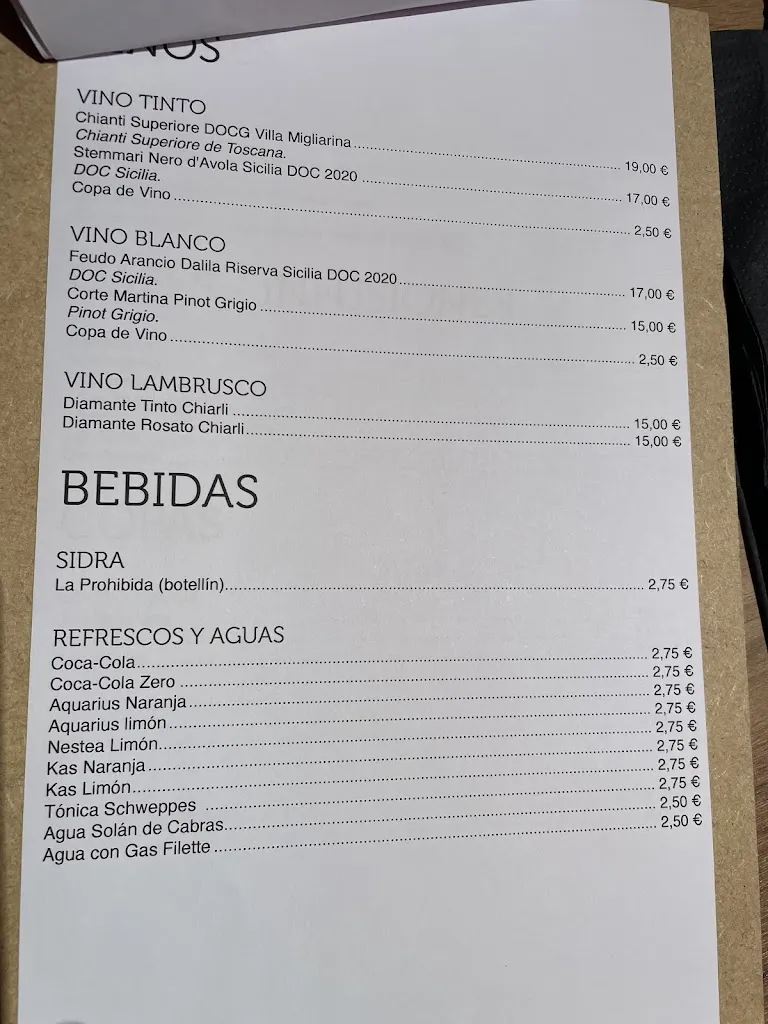 VINO TINTO
Chianti Superiore DOCG Villa Migliarina 19,00 €
Chianti Superiore de Toscana.
Stemmari Nero d'Avola Sicilia DOC 2020 17,00 €
DOC Sicilia.
Copa de Vino 2,50 €
VINO BLANCO
Feudo Arancio Dalila Riserva Sicilia DOC 2020 17,00 €
DOC Sicilia.
Corte Martina Pinot Grigio 15,00 €
Pinot Grigio.
Copa de Vino 2,50 €
VINO LAMBRUSCO
Diamante Tinto Chiarli 15,00 €
Diamante Rosato Chiarli 15,00 €
BEBIDAS
SIDRA
La Prohibida (botellín) 2,75 €
REFRESCOS Y AGUAS
Coca-Cola 2,75 €
Coca-Cola Zero 2,75 €
Aquarius Naranja 2,75 €
Aquarius limón 2,75 €
Nestea Limón 2,75 €
Kas Naranja 2,75 €
Kas Limón 2,75 €
Tónica Schweppes 2,75 €
Agua Solán de Cabras 2,50 €
Agua con Gas Filette 2,50 €